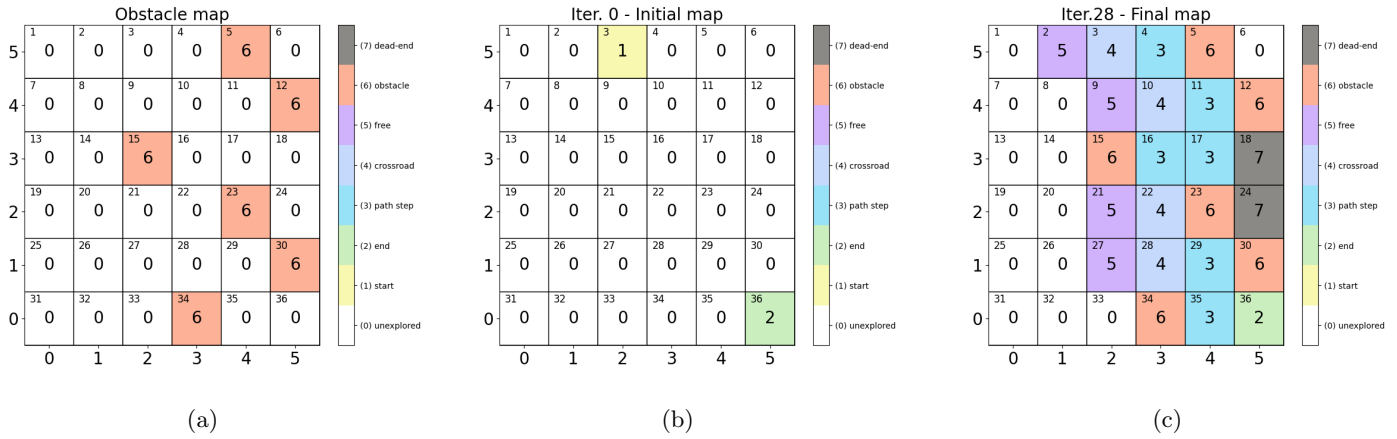 Obstacle map
5 1 0 2 0 3 0 4 0 5 6 6 0
4 7 0 8 0 9 0 10 0 11 0 12 6
3 13 0 14 0 15 6 16 0 17 0 18 0
2 19 0 20 0 21 0 22 0 23 6 24 0
1 25 0 26 0 27 0 28 0 29 0 30 6
0 31 0 32 0 33 0 34 6 35 0 36 0
0 1 2 3 4 5
(7) dead-end
(6) obstacle
(5) free
(4) crossroad
(3) path step
(2) end
(1) start
(0) unexplored
(a)
Iter. 0 - Initial map
5 1 0 2 0 3 1 4 0 5 0 6 0
4 7 0 8 0 9 0 10 0 11 0 12 0
3 13 0 14 0 15 0 16 0 17 0 18 0
2 19 0 20 0 21 0 22 0 23 0 24 0
1 25 0 26 0 27 0 28 0 29 0 30 0
0 31 0 32 0 33 0 34 0 35 0 36 2
0 1 2 3 4 5
(7) dead-end
(6) obstacle
(5) free
(4) crossroad
(3) path step
(2) end
(1) start
(0) unexplored
(b)
Iter.28 - Final map
5 1 0 2 5 3 4 4 3 5 6 6 0
4 7 0 8 0 9 5 10 4 11 3 12 6
3 13 0 14 0 15 6 16 3 17 3 18 7
2 19 0 20 0 21 5 22 4 23 6 24 7
1 25 0 26 0 27 5 28 4 29 3 30 6
0 31 0 32 0 33 0 34 6 35 3 36 2
0 1 2 3 4 5
(7) dead-end
(6) obstacle
(5) free
(4) crossroad
(3) path step
(2) end
(1) start
(0) unexplored
(c)